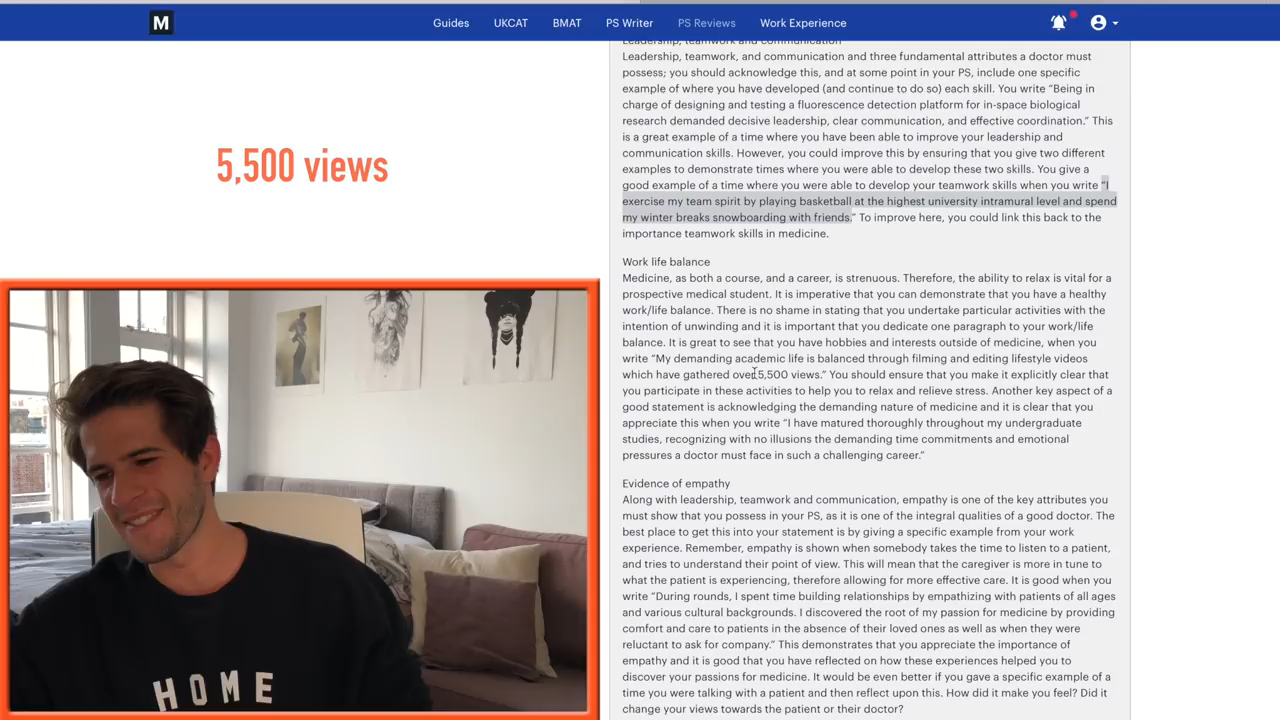 M
Guides
UKCAT
BMAT
PS Writer
PS Reviews
Work Experience
5,500 views
Leadership, teamwork and communication
Leadership, teamwork, and communication and three fundamental attributes a doctor must
possess; you should acknowledge this, and at some point in your PS, include one specific
example of where you have developed (and continue to do so) each skill. You write “Being in
charge of designing and testing a fluorescence detection platform for in-space biological
research demanded decisive leadership, clear communication, and effective coordination.” This
is a great example of a time where you have been able to improve your leadership and
communication skills. However, you could improve this by ensuring that you give two different
examples to demonstrate times where you were able to develop these two skills. You give a
good example of a time where you were able to develop your teamwork skills when you write “I
exercise my team spirit by playing basketball at the highest university intramural level and spend
my winter breaks snowboarding with friends.” To improve here, you could link this back to the
importance teamwork skills in medicine.
Work life balance
Medicine, as both a course, and a career, is strenuous. Therefore, the ability to relax is vital for a
prospective medical student. It is imperative that you can demonstrate that you have a healthy
work/life balance. There is no shame in stating that you undertake particular activities with the
intention of unwinding and it is important that you dedicate one paragraph to your work/life
balance. It is great to see that you have hobbies and interests outside of medicine, when you
write “My demanding academic life is balanced through filming and editing lifestyle videos
which have gathered over 5,500 views.” You should ensure that you make it explicitly clear that
you participate in these activities to help you to relax and relieve stress. Another key aspect of a
good statement is acknowledging the demanding nature of medicine and it is clear that you
appreciate this when you write “I have matured thoroughly throughout my undergraduate
studies, recognizing with no illusions the demanding time commitments and emotional
pressures a doctor must face in such a challenging career.”
Evidence of empathy
Along with leadership, teamwork and communication, empathy is one of the key attributes you
must show that you possess in your PS, as it is one of the integral qualities of a good doctor. The
best place to get this into your statement is by giving a specific example from your work
experience. Remember, empathy is shown when somebody takes the time to listen to a patient,
and tries to understand their point of view. This will mean that the caregiver is more in tune to
what the patient is experiencing, therefore allowing for more effective care. It is good when you
write “During rounds, I spent time building relationships by empathizing with patients of all ages
and various cultural backgrounds. I discovered the root of my passion for medicine by providing
comfort and care to patients in the absence of their loved ones as well as when they were
reluctant to ask for company.” This demonstrates that you appreciate the importance of
empathy and it is good that you have reflected on how these experiences helped you to
discover your passions for medicine. It would be even better if you gave a specific example of a
time you were talking with a patient and then reflect upon this. How did it make you feel? Did it
change your views towards the patient or their doctor?
HOME